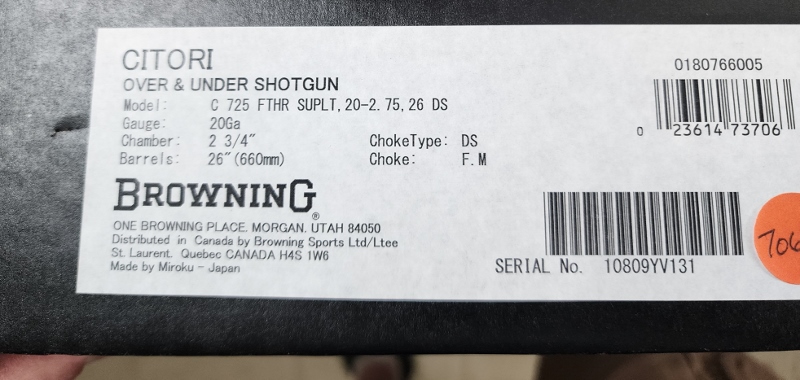 CITORI
OVER & UNDER SHOTGUN
Model: C 725 FTHR SUPLT, 20-2.75, 26 DS
Gauge: 20Ga
Chamber: 2 3/4″ ChokeType: DS
Barrels: 26″(660mm) Choke: F.M
BROWNING®
ONE BROWNING PLACE. MORGAN. UTAH 84050
Distributed in Canada by Browning Sports Ltd/Ltee
St. Laurent. Quebec CANADA H4S 1W6
Made by Miroku - Japan
0180766005
0 23614 73706
SERIAL No. 10809YV131
706